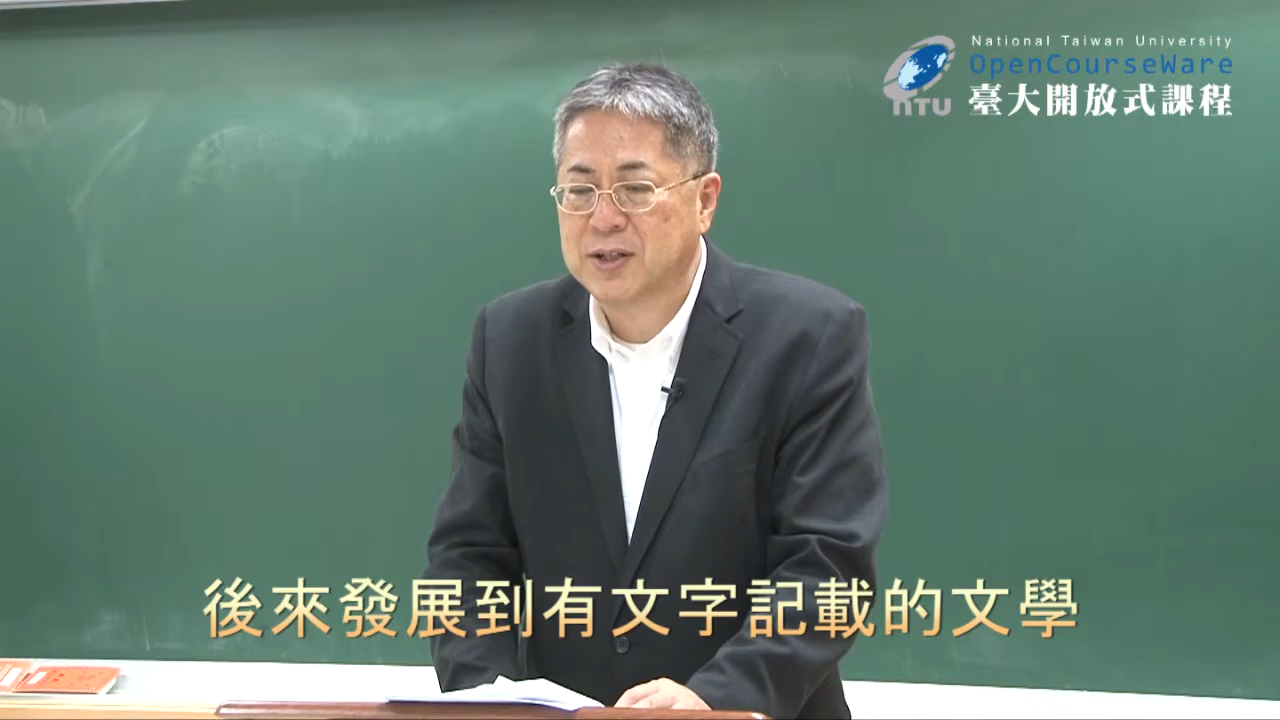 National Taiwan University
OpenCourseWare
NTU
臺大開放式課程
後來發展到有文字記載的文學